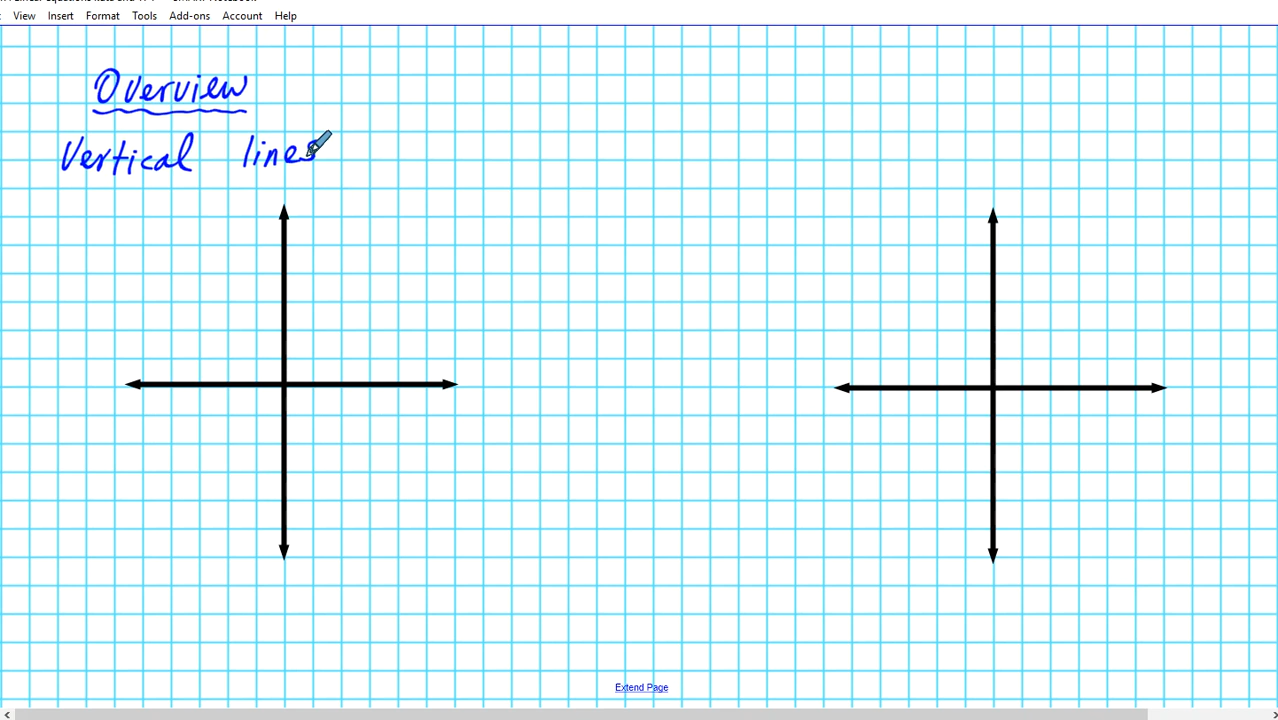 View Insert Format Tools Add-ons Account Help
Overview
Vertical lines
Extend Page